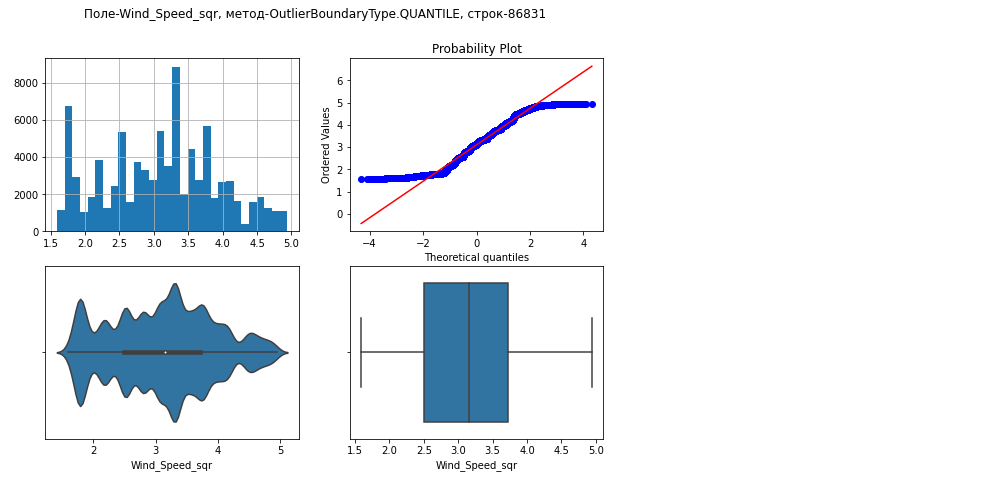 Поле-Wind_Speed_sqr, метод-OutlierBoundaryType.QUANTILE, строк-86831
Probability Plot
8000
6000
4000
2000
0
1.5 2.0 2.5 3.0 3.5 4.0 4.5 5.0
Ordered Values
6
5
4
3
2
1
0
−4 −2 0 2 4
Theoretical quantiles
2 3 4 5
Wind_Speed_sqr
1.5 2.0 2.5 3.0 3.5 4.0 4.5 5.0
Wind_Speed_sqr